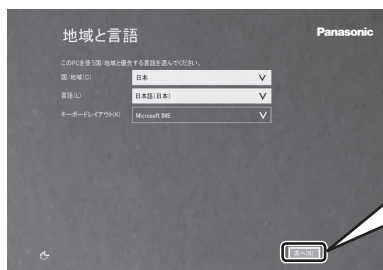 地域と言語
Panasonic
このPCを使う国/地域と優先する言語を選んでください。
国/地域(O)
日本
言語(L)
日本語(日本)
キーボードレイアウト(K)
Microsoft IME
次へ(N)